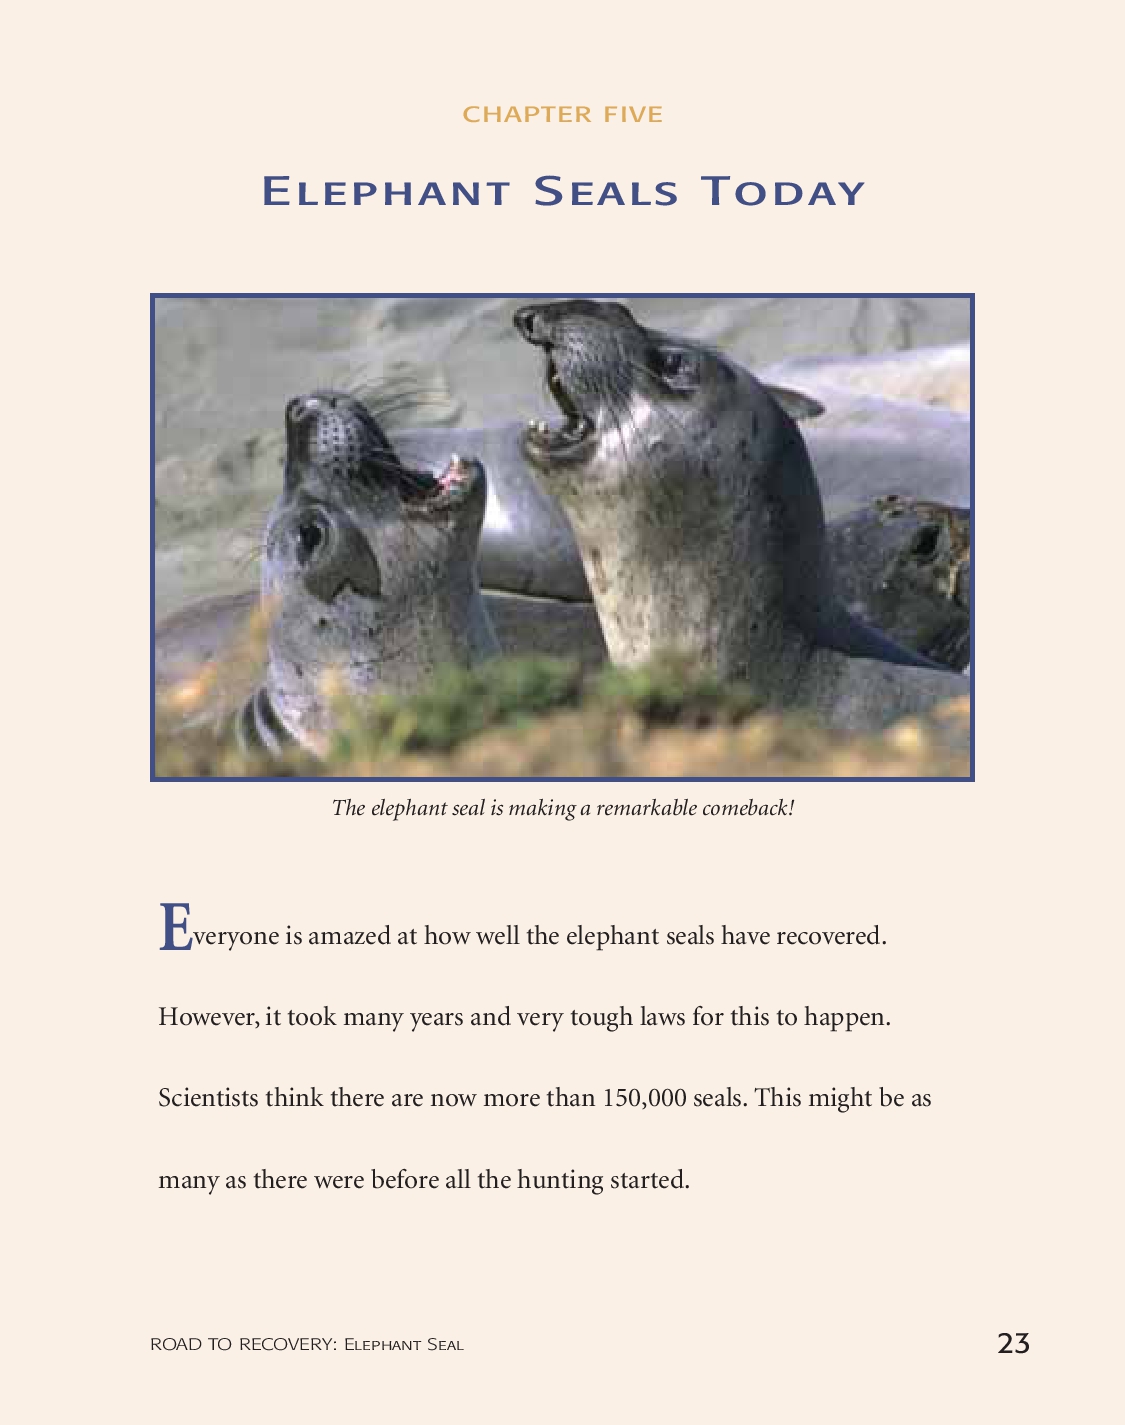 CHAPTER FIVE
ELEPHANT SEALS TODAY
The elephant seal is making a remarkable comeback!
Everyone is amazed at how well the elephant seals have recovered.
However, it took many years and very tough laws for this to happen.
Scientists think there are now more than 150,000 seals. This might be as
many as there were before all the hunting started.
ROAD TO RECOVERY: ELEPHANT SEAL
23